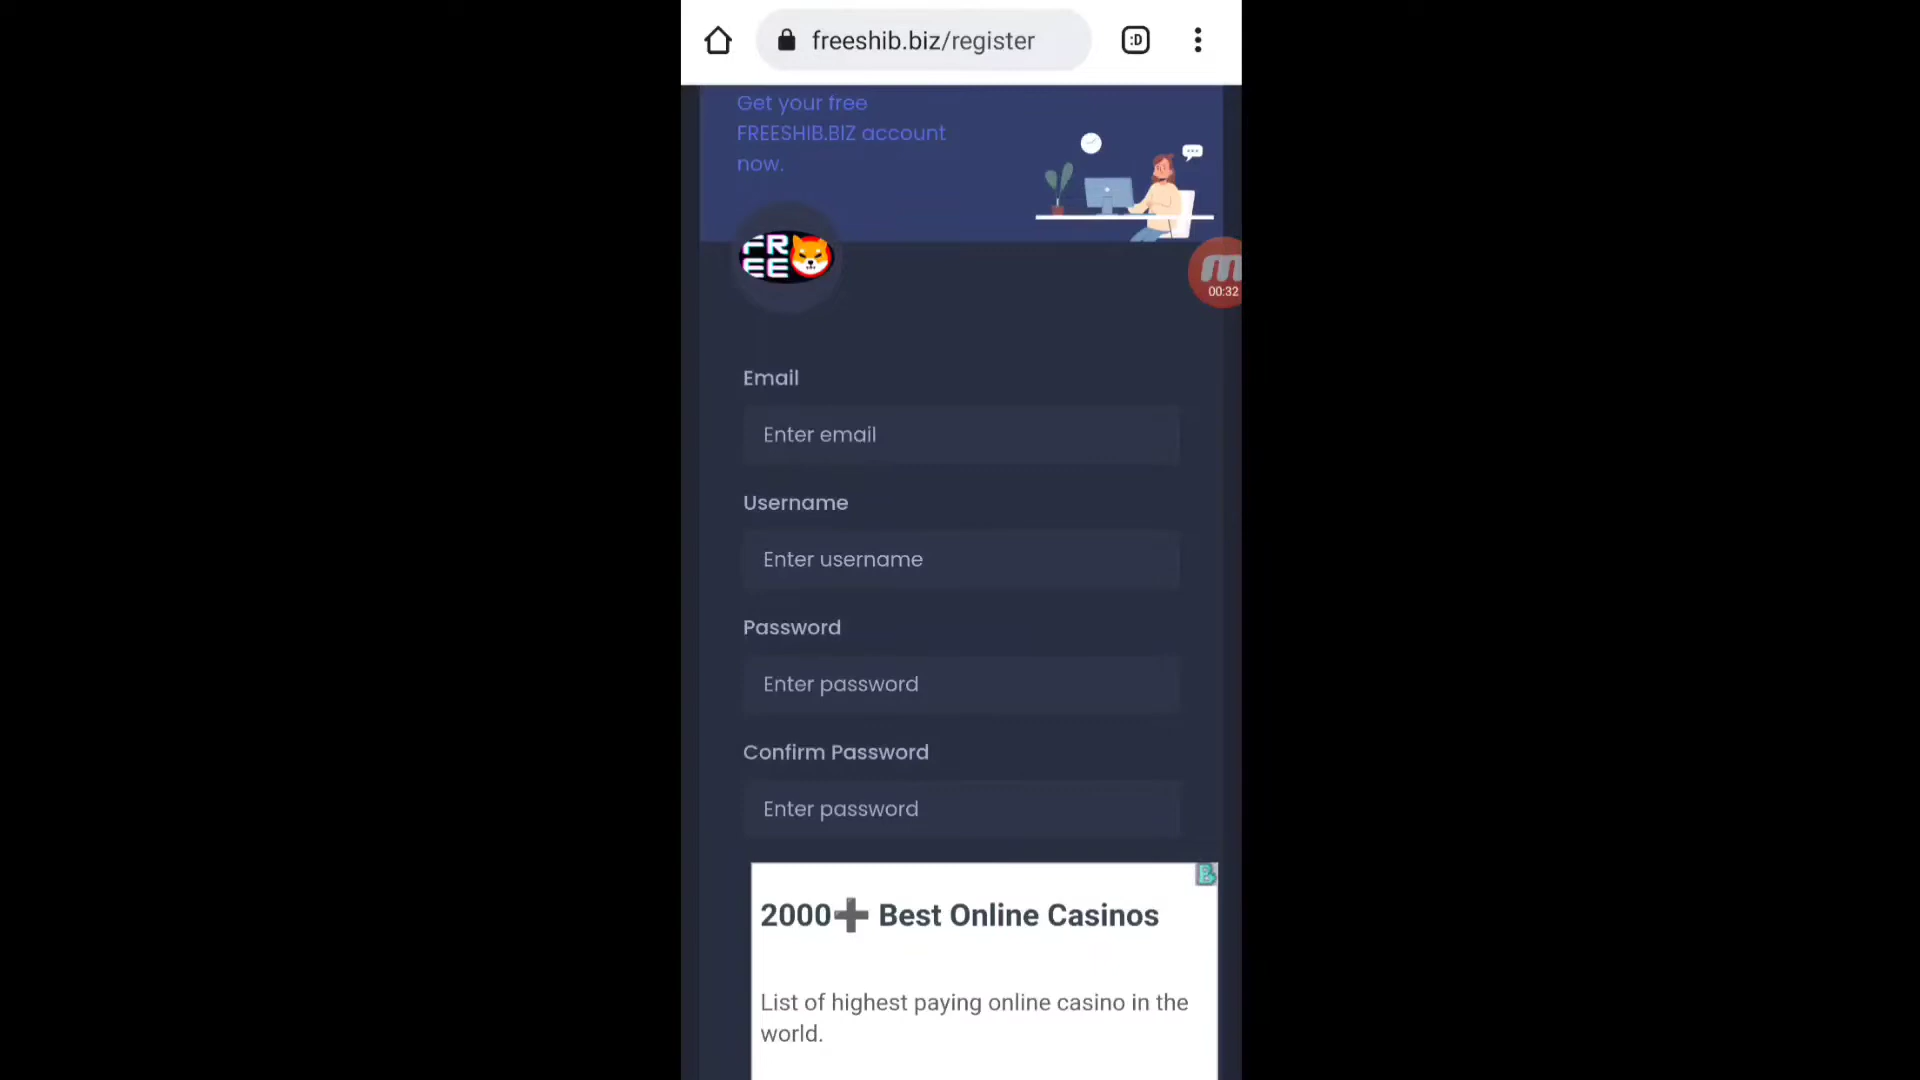 freeshib.biz/register
:D
Get your free
FREESHIB.BIZ account
now.
FR
EE
00:32
Email
Enter email
Username
Enter username
Password
Enter password
Confirm Password
Enter password
2000➕ Best Online Casinos
List of highest paying online casino in the
world.